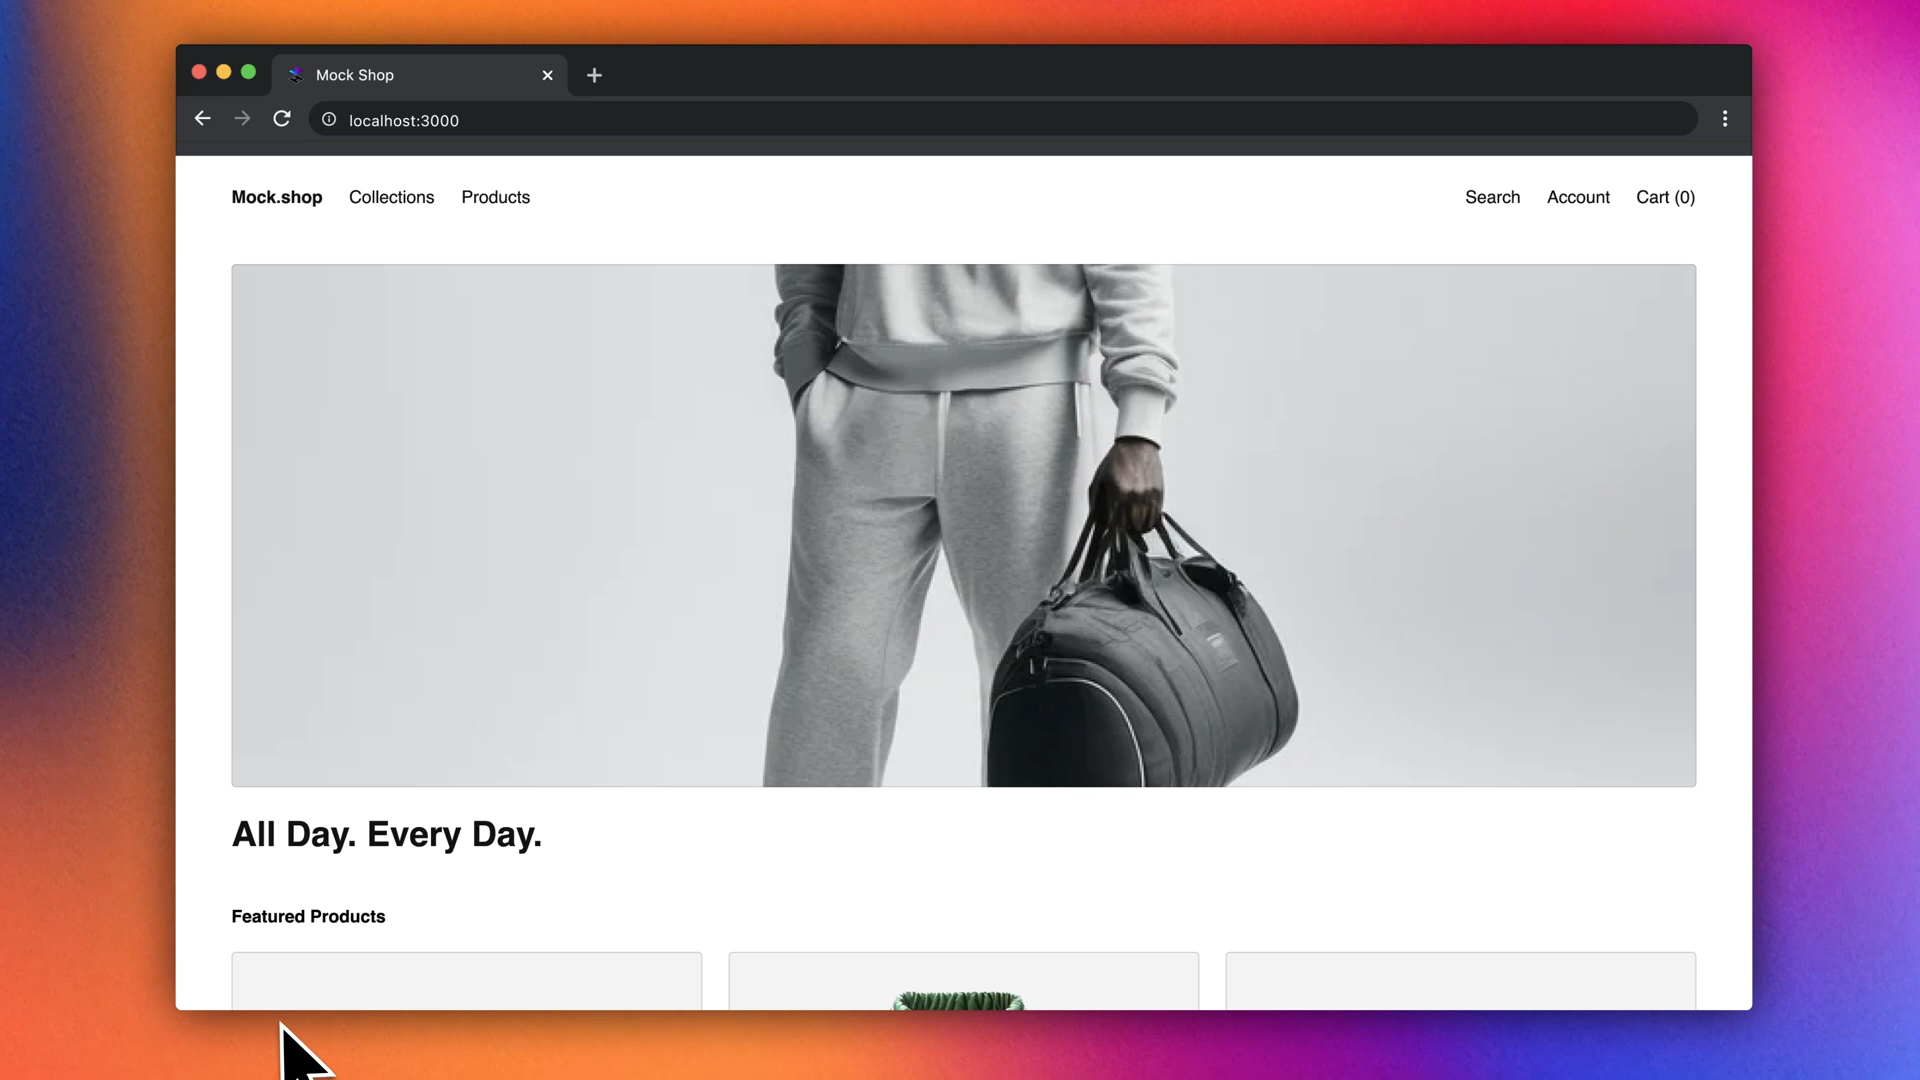 Mock Shop
localhost:3000
Mock.shop Collections Products Search Account Cart (0)
All Day. Every Day.
Featured Products